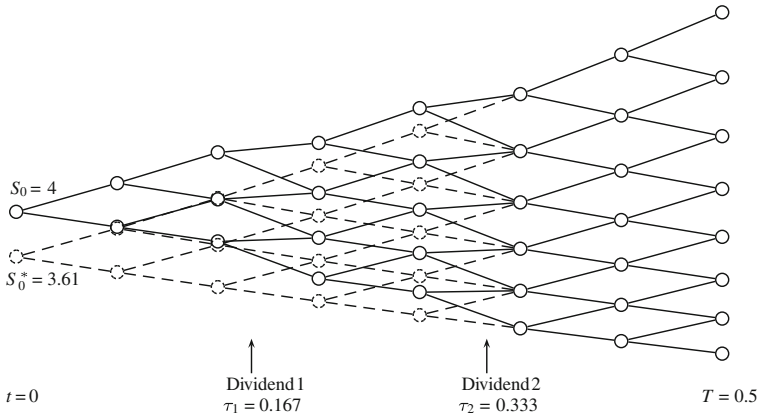 S₀ = 4
S₀* = 3.61
Dividend 1
τ₁ = 0.167
Dividend 2
τ₂ = 0.333
t = 0
T = 0.5